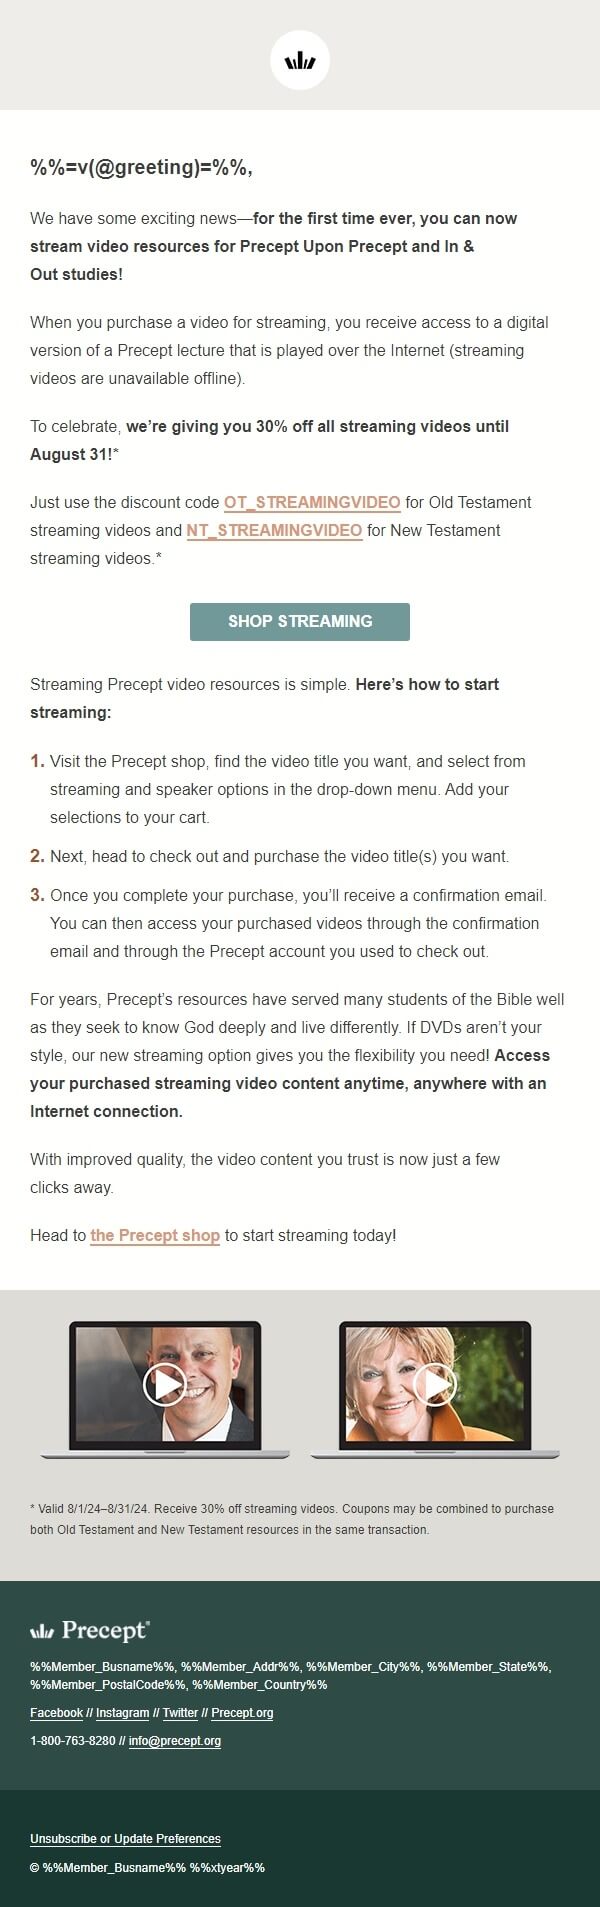 %%=v(@greeting)=%%,
We have some exciting news—for the first time ever, you can now
stream video resources for Precept Upon Precept and In &
Out studies!
When you purchase a video for streaming, you receive access to a digital
version of a Precept lecture that is played over the Internet (streaming
videos are unavailable offline).
To celebrate, we’re giving you 30% off all streaming videos until
August 31!*
Just use the discount code OT_STREAMINGVIDEO for Old Testament
streaming videos and NT_STREAMINGVIDEO for New Testament
streaming videos.*
SHOP STREAMING
Streaming Precept video resources is simple. Here’s how to start
streaming:
1. Visit the Precept shop, find the video title you want, and select from
streaming and speaker options in the drop-down menu. Add your
selections to your cart.
2. Next, head to check out and purchase the video title(s) you want.
3. Once you complete your purchase, you’ll receive a confirmation email.
You can then access your purchased videos through the confirmation
email and through the Precept account you used to check out.
For years, Precept’s resources have served many students of the Bible well
as they seek to know God deeply and live differently. If DVDs aren’t your
style, our new streaming option gives you the flexibility you need! Access
your purchased streaming video content anytime, anywhere with an
Internet connection.
With improved quality, the video content you trust is now just a few
clicks away.
Head to the Precept shop to start streaming today!
* Valid 8/1/24–8/31/24. Receive 30% off streaming videos. Coupons may be combined to purchase
both Old Testament and New Testament resources in the same transaction.
Precept®
%%Member_Busname%%, %%Member_Addr%%, %%Member_City%%, %%Member_State%%,
%%Member_PostalCode%%, %%Member_Country%%
Facebook // Instagram // Twitter // Precept.org
1-800-763-8280 // info@precept.org
Unsubscribe or Update Preferences
© %%Member_Busname%% %%xtyear%%